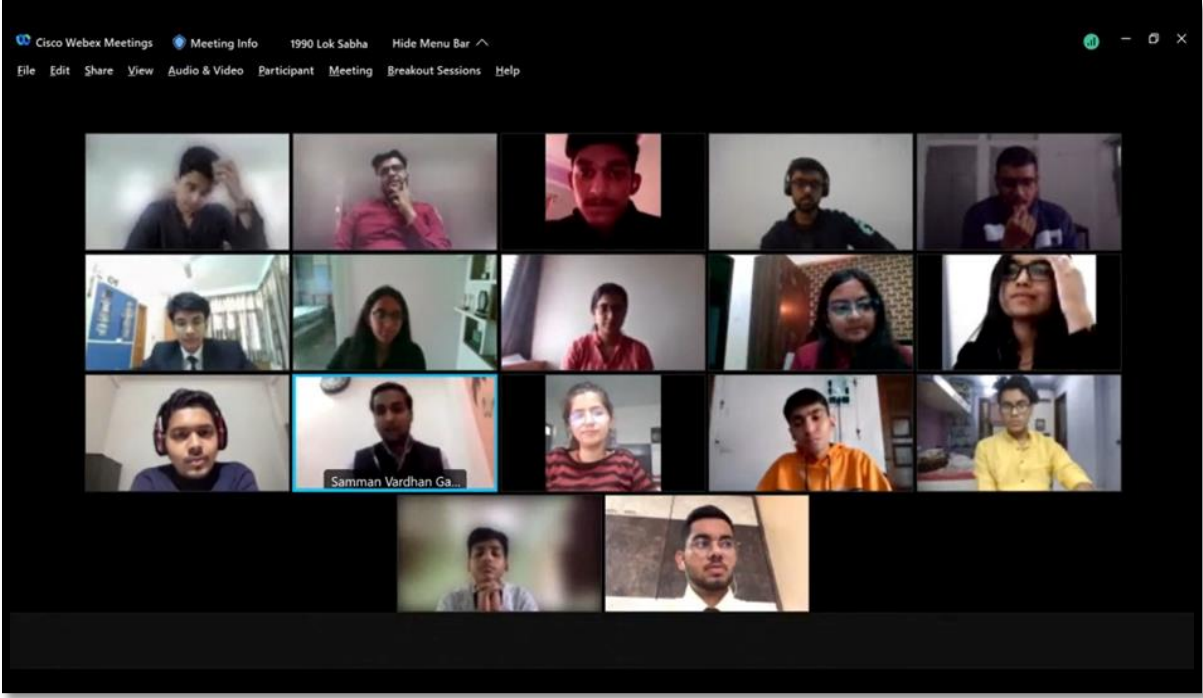 Cisco Webex Meetings Meeting Info 1990 Lok Sabha Hide Menu Bar
File Edit Share View Audio & Video Participant Meeting Breakout Sessions Help
Samman Vardhan Ga...